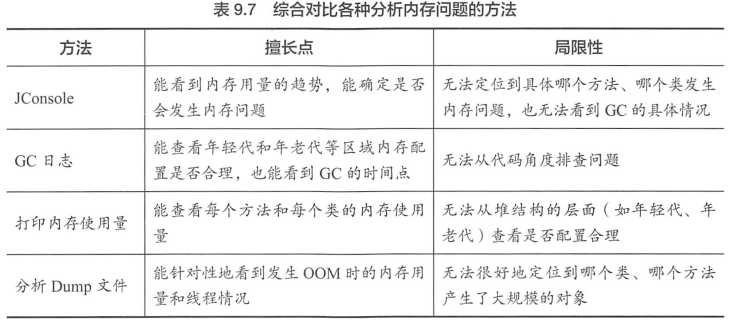 表 9.7 综合对比各种分析内存问题的方法
方法 擅长点 局限性
JConsole
能看到内存用量的趋势，能确定是否
会发生内存问题
无法定位到具体哪个方法、哪个类发生
内存问题，也无法看到 GC 的具体情况
GC 日志
能查看年轻代和年老代等区域内存配
置是否合理，也能看到 GC 的时间点
无法从代码角度排查问题
打印内存使用量
能查看每个方法和每个类的内存使用
量
无法从堆结构的层面（如年轻代、年
老代）查看是否配置合理
分析 Dump 文件
能针对性地看到发生 OOM 时的内存用
量和线程情况
无法很好地定位到哪个类、哪个方法
产生了大规模的对象